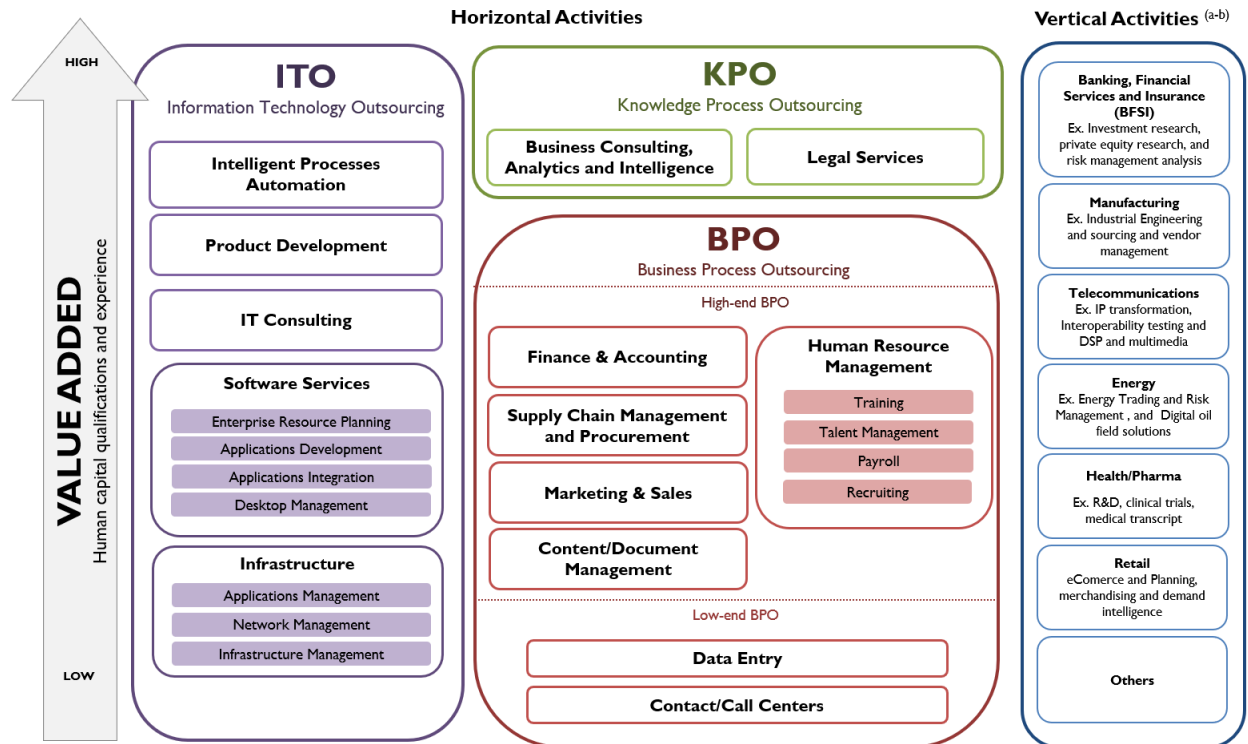 Horizontal Activities
Vertical Activities (a-b)
HIGH
VALUE ADDED
Human capital qualifications and experience
LOW
ITO
Information Technology Outsourcing
Intelligent Processes
Automation
Product Development
IT Consulting
Software Services
Enterprise Resource Planning
Applications Development
Applications Integration
Desktop Management
Infrastructure
Applications Management
Network Management
Infrastructure Management
KPO
Knowledge Process Outsourcing
Business Consulting,
Analytics and Intelligence
Legal Services
BPO
Business Process Outsourcing
High-end BPO
Finance & Accounting
Supply Chain Management
and Procurement
Marketing & Sales
Content/Document
Management
Human Resource
Management
Training
Talent Management
Payroll
Recruiting
Low-end BPO
Data Entry
Contact/Call Centers
Banking, Financial
Services and Insurance
(BFSI)
Ex. Investment research,
private equity research, and
risk management analysis
Manufacturing
Ex. Industrial Engineering
and sourcing and vendor
management
Telecommunications
Ex. IP transformation,
Interoperability testing and
DSP and multimedia
Energy
Ex. Energy Trading and Risk
Management , and Digital oil
field solutions
Health/Pharma
Ex. R&D, clinical trials,
medical transcript
Retail
eComerce and Planning,
merchandising and demand
intelligence
Others